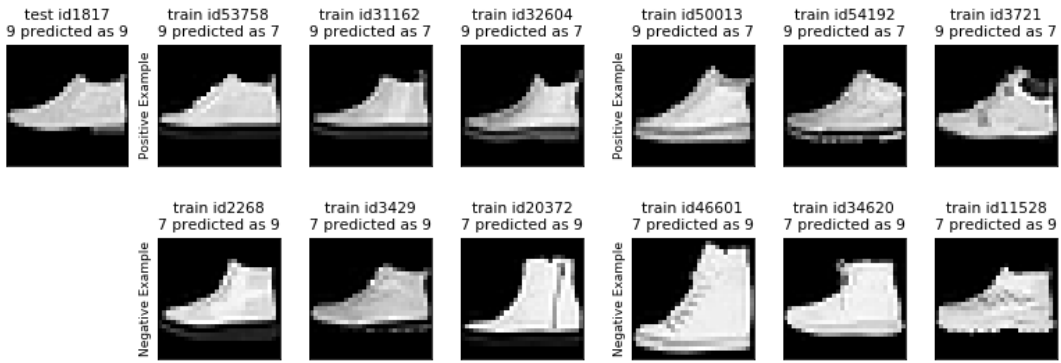 test id1817
9 predicted as 9
train id53758
9 predicted as 7
train id31162
9 predicted as 7
train id32604
9 predicted as 7
train id50013
9 predicted as 7
train id54192
9 predicted as 7
train id3721
9 predicted as 7
Positive Example
Positive Example
train id2268
7 predicted as 9
train id3429
7 predicted as 9
train id20372
7 predicted as 9
train id46601
7 predicted as 9
train id34620
7 predicted as 9
train id11528
7 predicted as 9
Negative Example
Negative Example